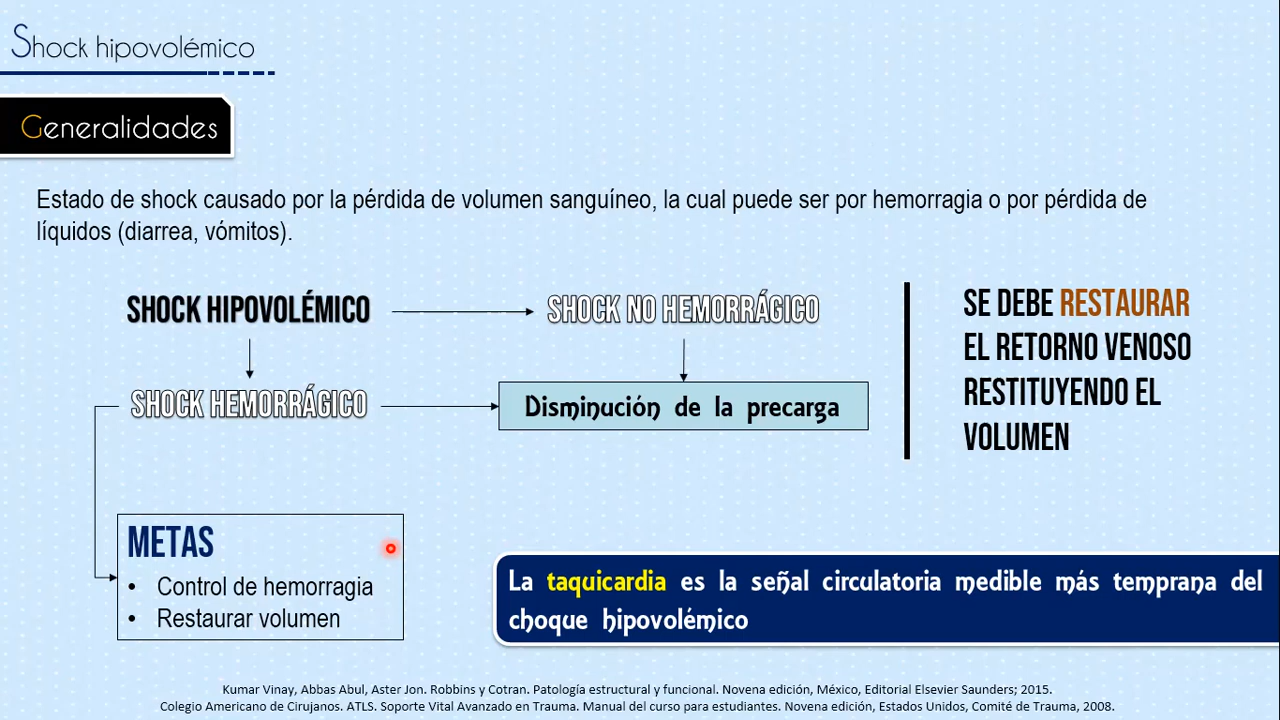 Shock hipovolémico
Generalidades
Estado de shock causado por la pérdida de volumen sanguíneo, la cual puede ser por hemorragia o por pérdida de
líquidos (diarrea, vómitos).
SHOCK HIPOVOLÉMICO
SHOCK NO HEMORRÁGICO
SHOCK HEMORRÁGICO
Disminución de la precarga
SE DEBE RESTAURAR
EL RETORNO VENOSO
RESTITUYENDO EL
VOLUMEN
METAS
• Control de hemorragia
• Restaurar volumen
La taquicardia es la señal circulatoria medible más temprana del
choque hipovolémico
Kumar Vinay, Abbas Abul, Aster Jon. Robbins y Cotran. Patología estructural y funcional. Novena edición, México, Editorial Elsevier Saunders; 2015.
Colegio Americano de Cirujanos. ATLS. Soporte Vital Avanzado en Trauma. Manual del curso para estudiantes. Novena edición, Estados Unidos, Comité de Trauma, 2008.